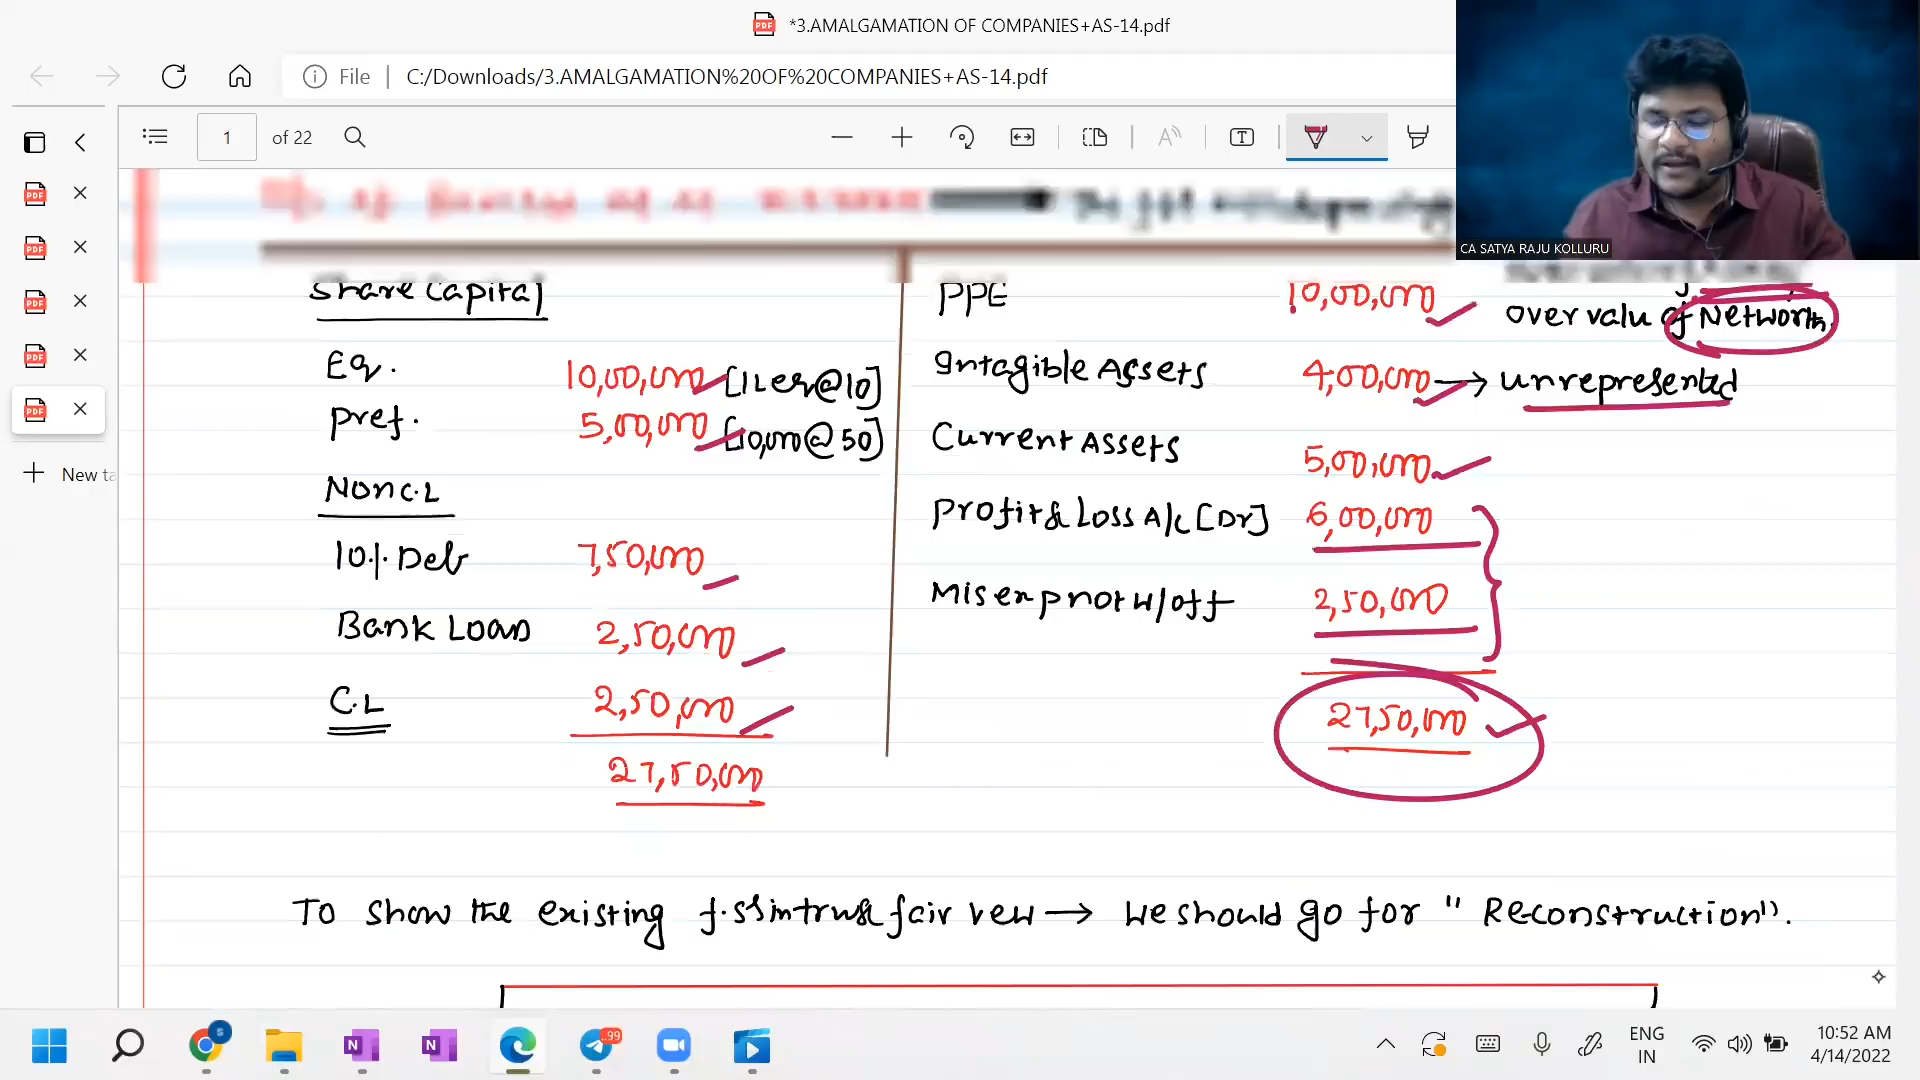 *3.AMALGAMATION OF COMPANIES+AS-14.pdf
File C:/Downloads/3.AMALGAMATION%20OF%20COMPANIES+AS-14.pdf
1 of 22
CA SATYA RAJU KOLLURU
Share Capital
PPE 10,00,000
over value of Networth.
Eq. 10,00,000 [1Ler@10]
Intagible Assets 4,00,000 → unrepresented
Pref. 5,00,000 [10,000@50]
Current Assets 5,00,000
Non C.L
Profit & Loss A/c [Dr] 6,00,000
10% Deb 7,50,000
Mis exp not w/off 2,50,000
Bank Loan 2,50,000
C.L 2,50,000
27,50,000
27,50,000
To show the existing f.ss in true & fair vew → we should go for " Reconstruction".
New ta
.99
ENG
IN
10:52 AM
4/14/2022